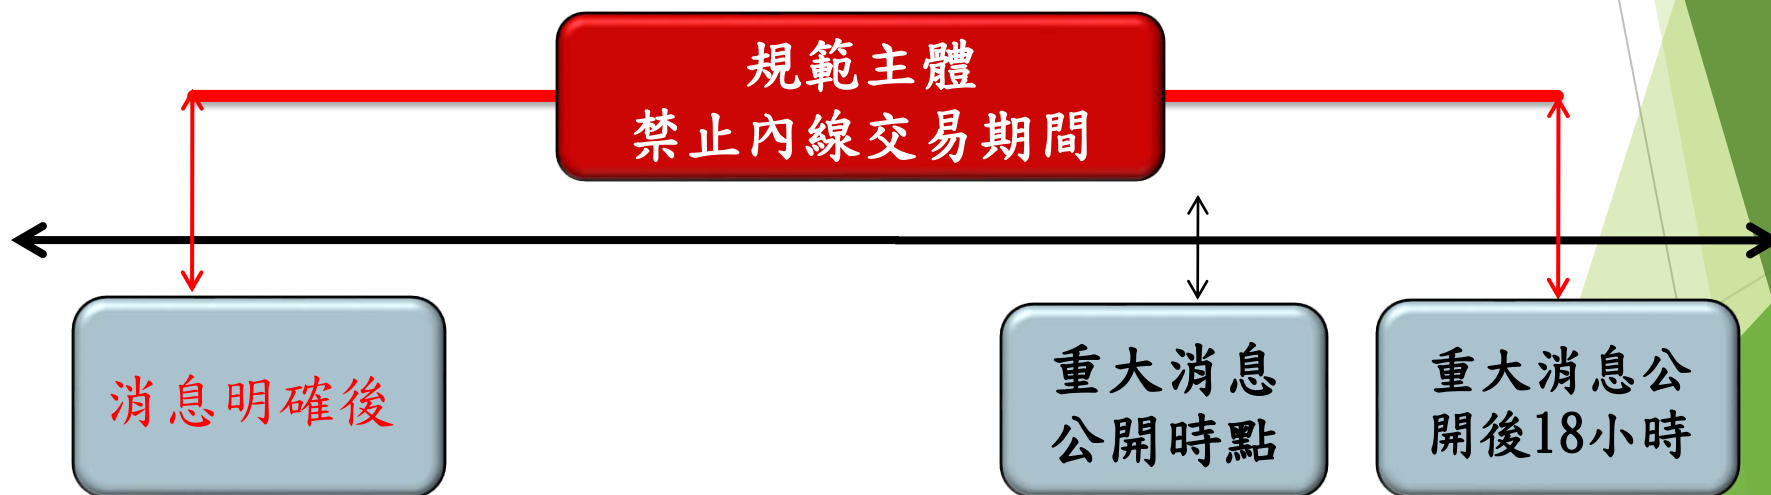 規範主體
禁止內線交易期間
消息明確後
重大消息
公開時點
重大消息公
開後18小時